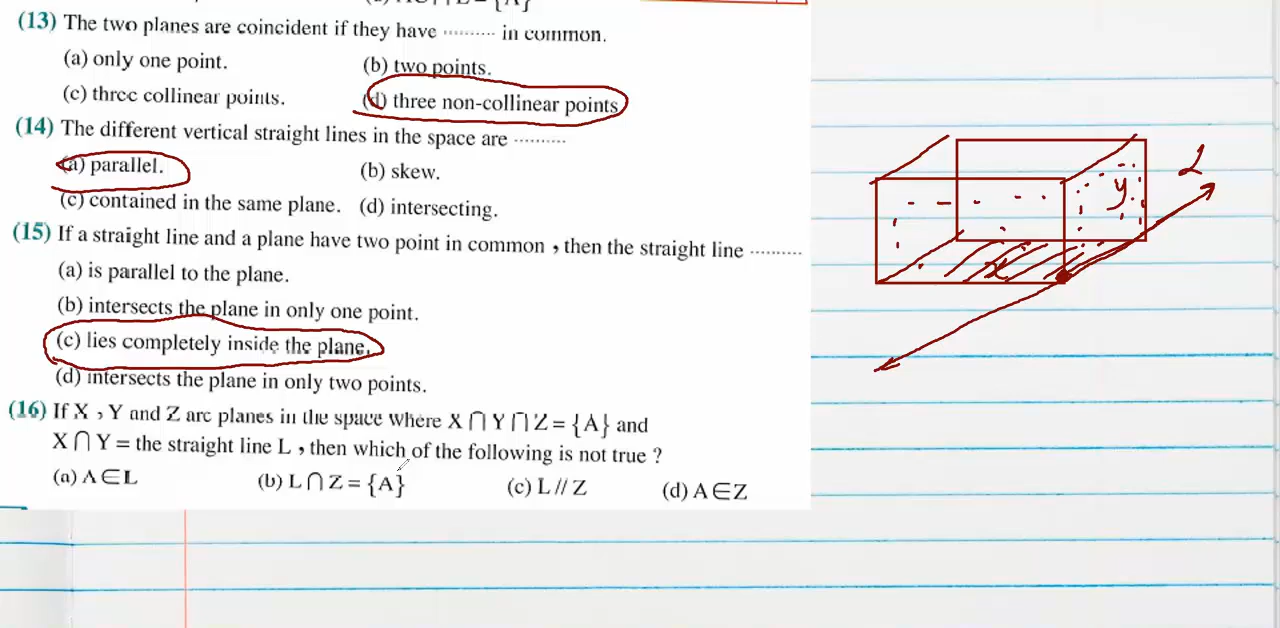 (13) The two planes are coincident if they have .......... in common.
(a) only one point. (b) two points.
(c) three collinear points. (d) three non-collinear points
(14) The different vertical straight lines in the space are ..........
(a) parallel. (b) skew.
(c) contained in the same plane. (d) intersecting.
(15) If a straight line and a plane have two point in common , then the straight line ..........
(a) is parallel to the plane.
(b) intersects the plane in only one point.
(c) lies completely inside the plane.
(d) intersects the plane in only two points.
(16) If X , Y and Z are planes in the space where X ∩ Y ∩ Z = {A} and
X ∩ Y = the straight line L , then which of the following is not true ?
(a) A ∈ L (b) L ∩ Z = {A} (c) L // Z (d) A ∈ Z
L
y
x